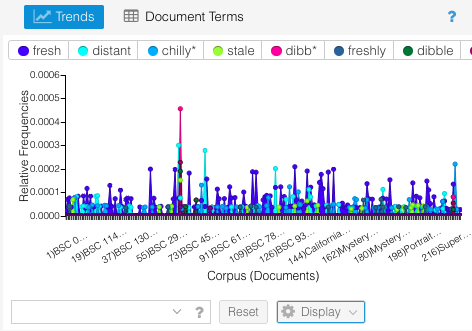 Trends Document Terms ?
fresh distant chilly* stale dibb* freshly dibble
0.0006
0.0005
0.0004
0.0003
0.0002
0.0001
0.0000
Relative Frequencies
1)BSC 0... 19)BSC 114... 37)BSC 130... 55)BSC 29... 73)BSC 45... 91)BSC 61... 109)BSC 78... 126)BSC 93... 144)California... 162)Mystery... 180)Mystery... 198)Portrait... 216)Super...
Corpus (Documents)
? Reset Display